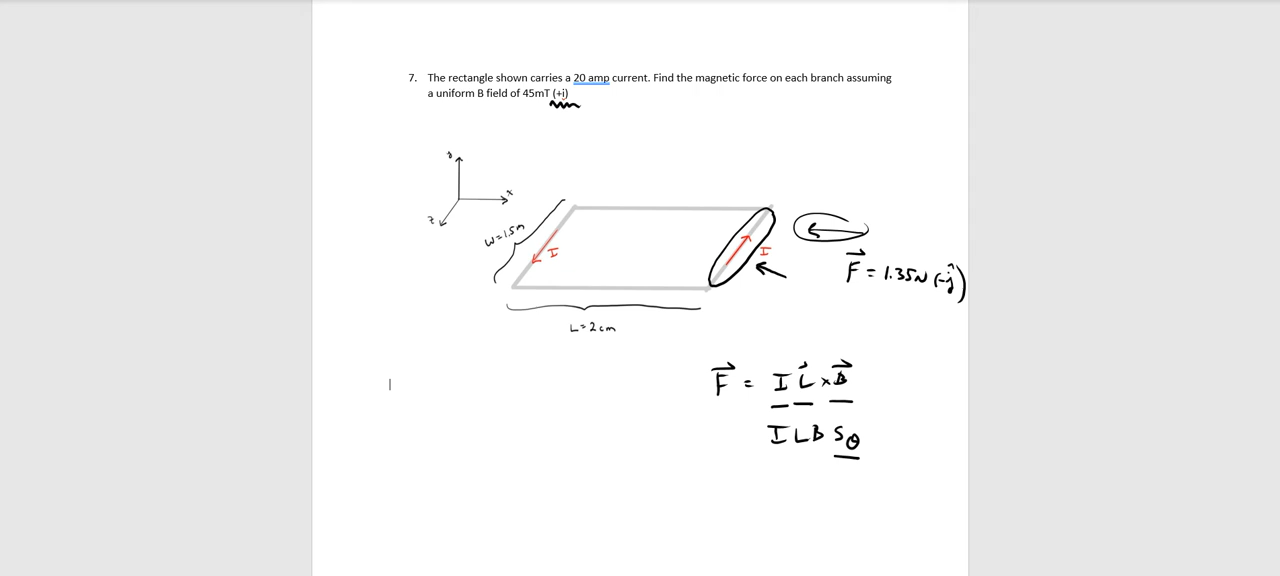 7. The rectangle shown carries a 20 amp current. Find the magnetic force on each branch assuming
a uniform B field of 45mT (+i)
y
x
z
W=1.5m
I
I
F = 1.35N (-ĵ)
L=2cm
F = I L × B
I L B Sθ